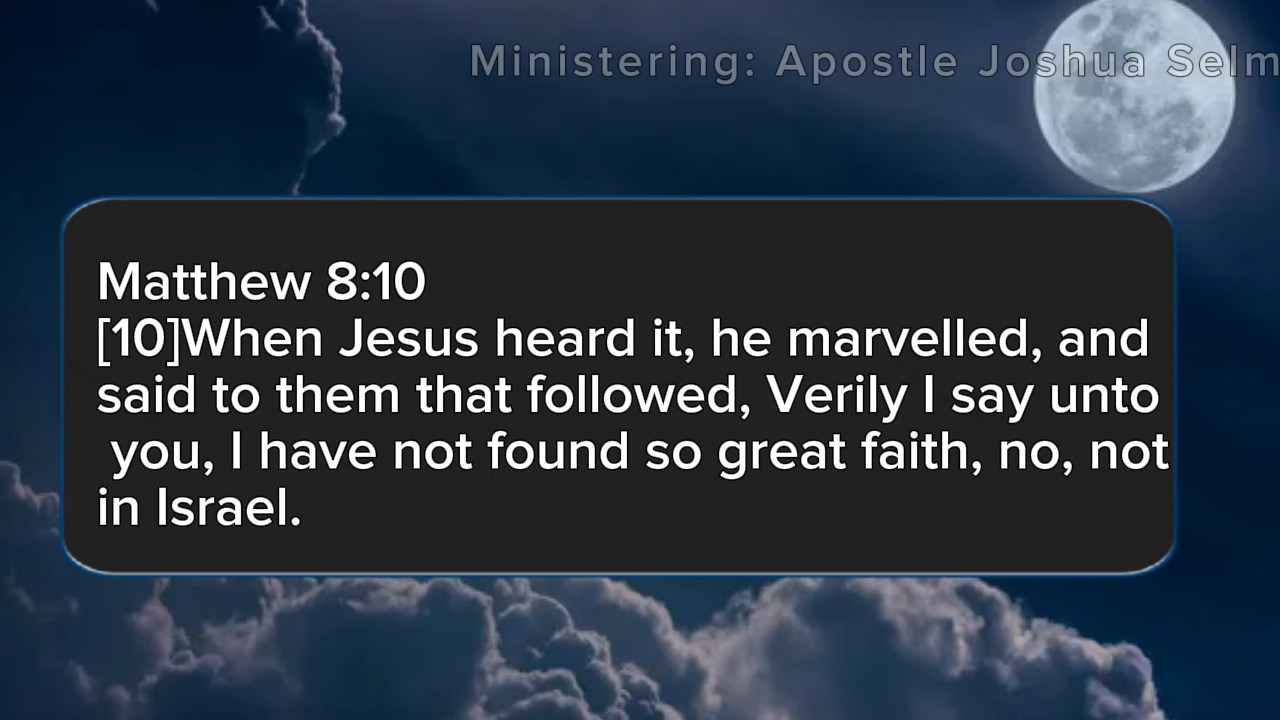 Ministering: Apostle Joshua Selm
Matthew 8:10
[10]When Jesus heard it, he marvelled, and
said to them that followed, Verily I say unto
you, I have not found so great faith, no, not
in Israel.